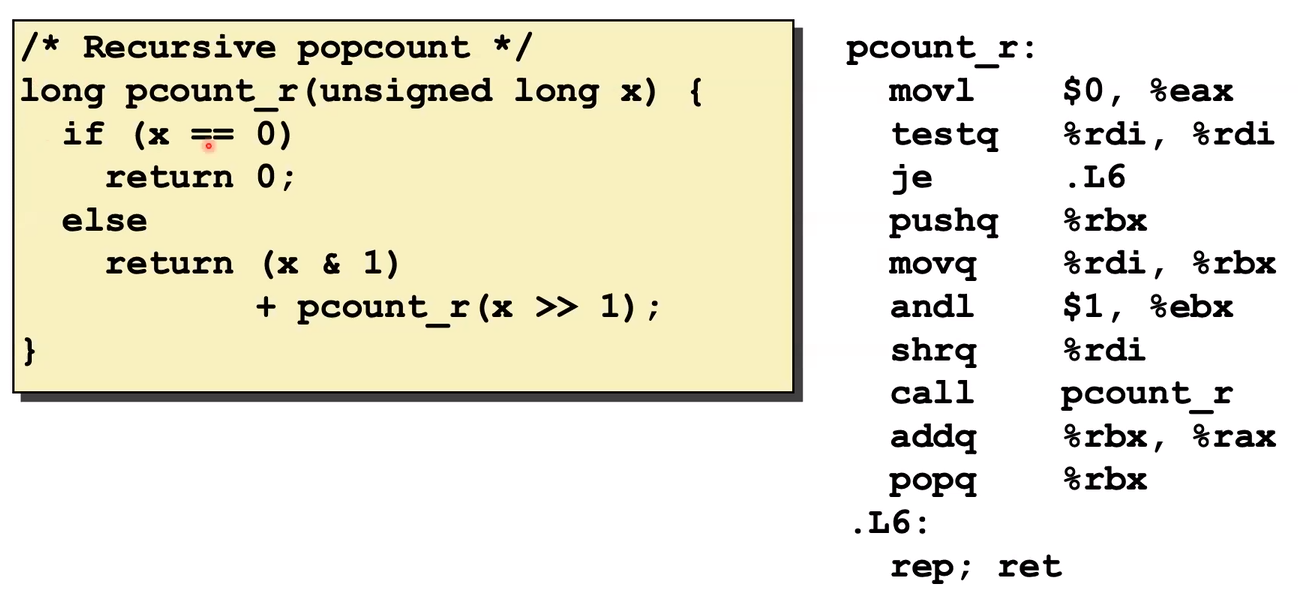 /* Recursive popcount */
long pcount_r(unsigned long x) {
  if (x == 0)
    return 0;
  else
    return (x & 1)
           + pcount_r(x >> 1);
}
pcount_r:
  movl    $0, %eax
  testq   %rdi, %rdi
  je      .L6
  pushq   %rbx
  movq    %rdi, %rbx
  andl    $1, %ebx
  shrq    %rdi
  call    pcount_r
  addq    %rbx, %rax
  popq    %rbx
.L6:
  rep; ret